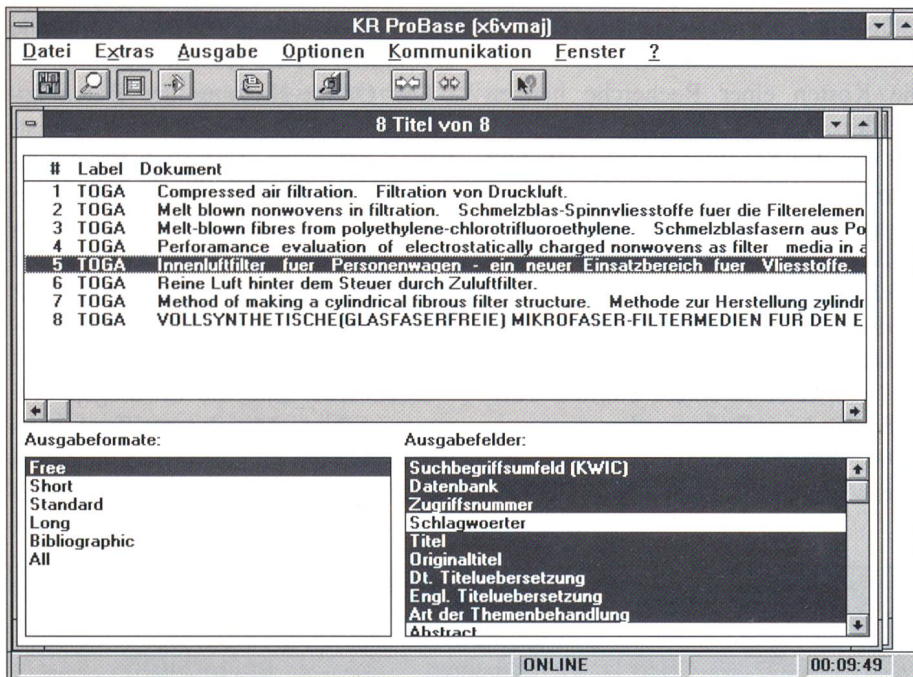 KR ProBase (x6vmaj)
Datei Extras Ausgabe Optionen Kommunikation Fenster ?
8 Titel von 8
# Label Dokument
1 TOGA Compressed air filtration. Filtration von Druckluft.
2 TOGA Melt blown nonwovens in filtration. Schmelzblas-Spinnvliesstoffe fuer die Filterelemen
3 TOGA Melt-blown fibres from polyethylene-chlorotrifluoroethylene. Schmelzblasfasern aus Po
4 TOGA Perforamance evaluation of electrostatically charged nonwovens as filter media in a
5 TOGA Innenluftfilter fuer Personenwagen - ein neuer Einsatzbereich fuer Vliesstoffe.
6 TOGA Reine Luft hinter dem Steuer durch Zuluftfilter.
7 TOGA Method of making a cylindrical fibrous filter structure. Methode zur Herstellung zylindr
8 TOGA VOLLSYNTHETISCHE(GLASFASERFREIE) MIKROFASER-FILTERMEDIEN FUR DEN E
Ausgabeformate:
Free
Short
Standard
Long
Bibliographic
All
Ausgabefelder:
Suchbegriffsumfeld (KWIC)
Datenbank
Zugriffsnummer
Schlagwoerter
Titel
Originaltitel
Dt. Titeluebersetzung
Engl. Titeluebersetzung
Art der Themenbehandlung
Abstract
ONLINE 00:09:49